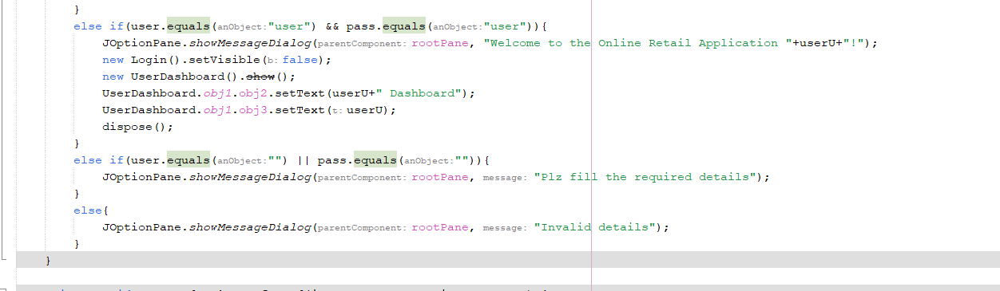 }
else if(user.equals(anObject:"user") && pass.equals(anObject:"user")){
JOptionPane.showMessageDialog(parentComponent: rootPane, "Welcome to the Online Retail Application "+userU+"!");
new Login().setVisible(b: false);
new UserDashboard().show();
UserDashboard.obj1.obj2.setText(userU+" Dashboard");
UserDashboard.obj1.obj3.setText(t: userU);
dispose();
}
else if(user.equals(anObject:"") || pass.equals(anObject:"")){
JOptionPane.showMessageDialog(parentComponent: rootPane, message: "Plz fill the required details");
}
else{
JOptionPane.showMessageDialog(parentComponent: rootPane, message: "Invalid details");
}
}